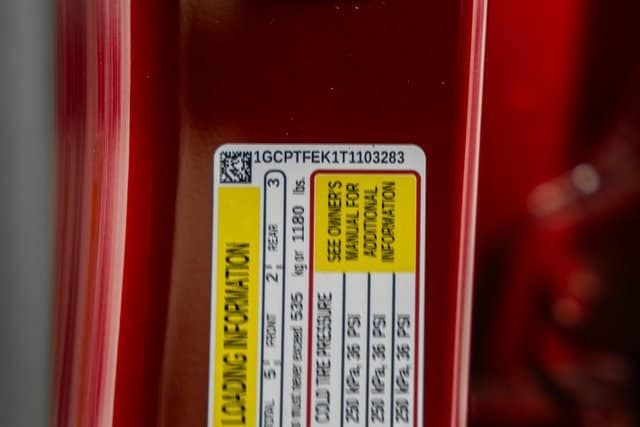 1GCPTFEK1T1103283
LOADING INFORMATION
TOTAL 5 FRONT 2 REAR 3
must never exceed 535 kg or 1180 lbs.
COLD TIRE PRESSURE
SEE OWNER'S
MANUAL FOR
ADDITIONAL
INFORMATION
250 kPa, 36 PSI
250 kPa, 36 PSI
250 kPa, 36 PSI